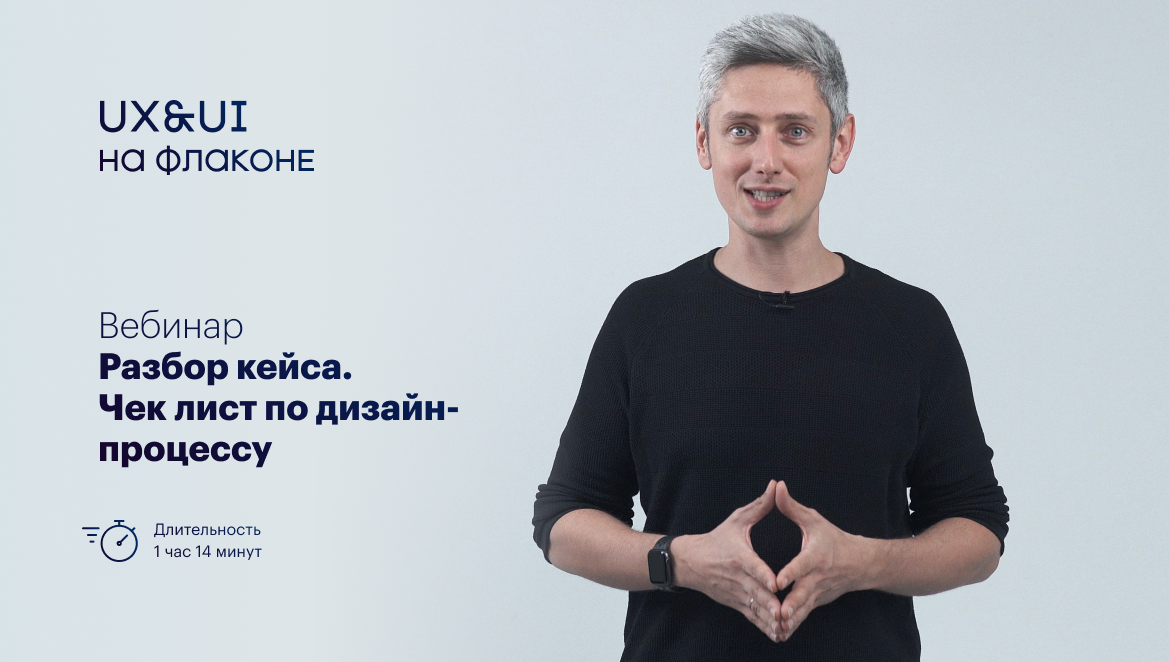 UX&UI
на флаконе
Вебинар
Разбор кейса.
Чек лист по дизайн-
процессу
Длительность
1 час 14 минут